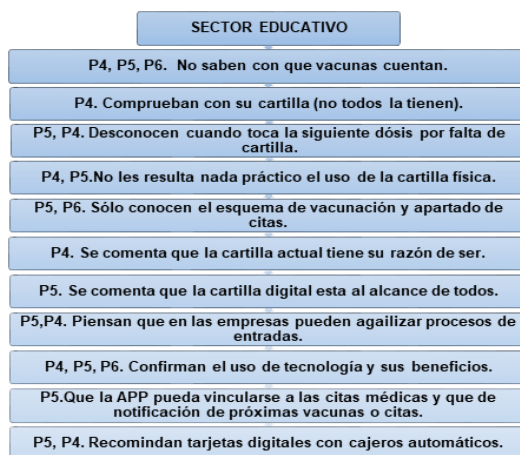 SECTOR EDUCATIVO
P4, P5, P6. No saben con que vacunas cuentan.
P4. Comprueban con su cartilla (no todos la tienen).
P5, P4. Desconocen cuando toca la siguiente dósis por falta de
cartilla.
P4, P5.No les resulta nada práctico el uso de la cartilla física.
P5, P6. Sólo conocen el esquema de vacunación y apartado de
citas.
P4. Se comenta que la cartilla actual tiene su razón de ser.
P5. Se comenta que la cartilla digital esta al alcance de todos.
P5,P4. Piensan que en las empresas pueden agailizar procesos de
entradas.
P4, P5, P6. Confirman el uso de tecnología y sus beneficios.
P5.Que la APP pueda vincularse a las citas médicas y que de
notificación de próximas vacunas o citas.
P5, P4. Recomindan tarjetas digitales con cajeros automáticos.